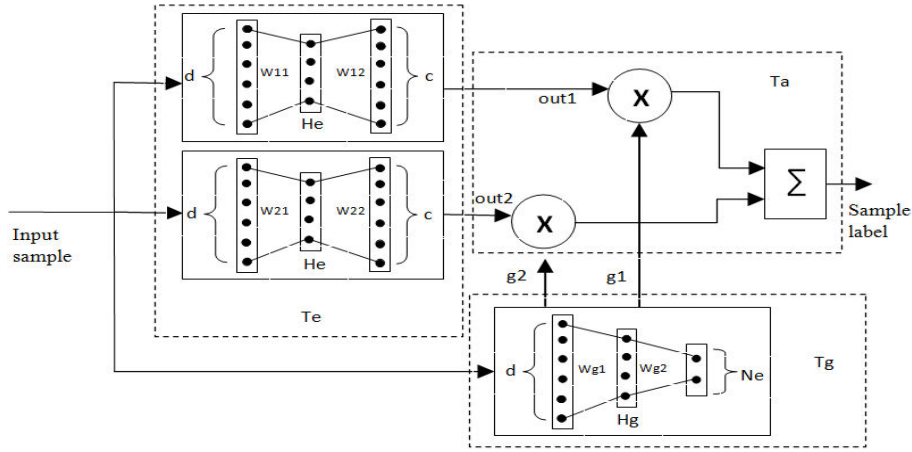 d W11 W12 c
He
out1
X
Ta
Σ
d W21 W22 c
He
out2
X
Input
sample
Sample
label
Te
g2 g1
d Wg1 Wg2 Ne
Hg
Tg